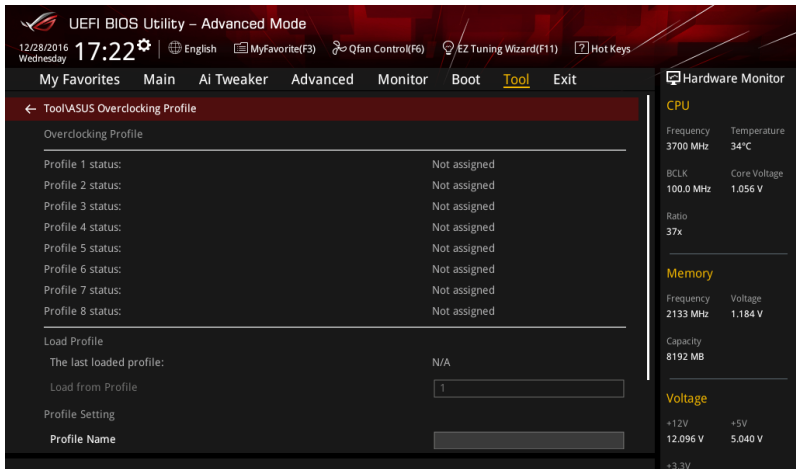 UEFI BIOS Utility – Advanced Mode
12/28/2016 Wednesday 17:22 English MyFavorite(F3) Qfan Control(F6) EZ Tuning Wizard(F11) ? Hot Keys
My Favorites Main Ai Tweaker Advanced Monitor Boot Tool Exit
Tool\ASUS Overclocking Profile
Overclocking Profile
Profile 1 status: Not assigned
Profile 2 status: Not assigned
Profile 3 status: Not assigned
Profile 4 status: Not assigned
Profile 5 status: Not assigned
Profile 6 status: Not assigned
Profile 7 status: Not assigned
Profile 8 status: Not assigned
Load Profile
The last loaded profile: N/A
Load from Profile 1
Profile Setting
Profile Name
Hardware Monitor
CPU
Frequency Temperature
3700 MHz 34°C
BCLK Core Voltage
100.0 MHz 1.056 V
Ratio
37x
Memory
Frequency Voltage
2133 MHz 1.184 V
Capacity
8192 MB
Voltage
+12V +5V
12.096 V 5.040 V
+3.3V